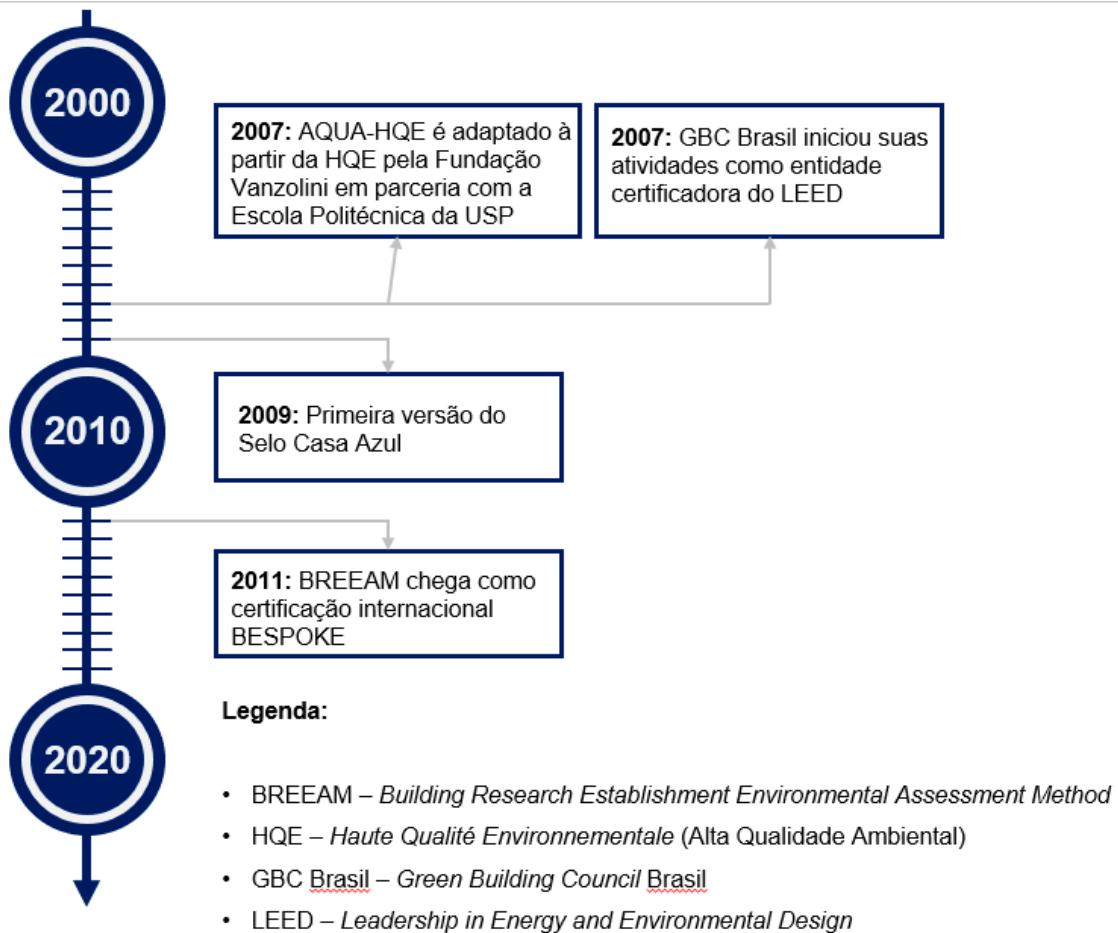 2000
2007: AQUA-HQE é adaptado à
partir da HQE pela Fundação
Vanzolini em parceria com a
Escola Politécnica da USP
2007: GBC Brasil iniciou suas
atividades como entidade
certificadora do LEED
2010
2009: Primeira versão do
Selo Casa Azul
2011: BREEAM chega como
certificação internacional
BESPOKE
2020
Legenda:
• BREEAM – Building Research Establishment Environmental Assessment Method
• HQE – Haute Qualité Environnementale (Alta Qualidade Ambiental)
• GBC Brasil – Green Building Council Brasil
• LEED – Leadership in Energy and Environmental Design